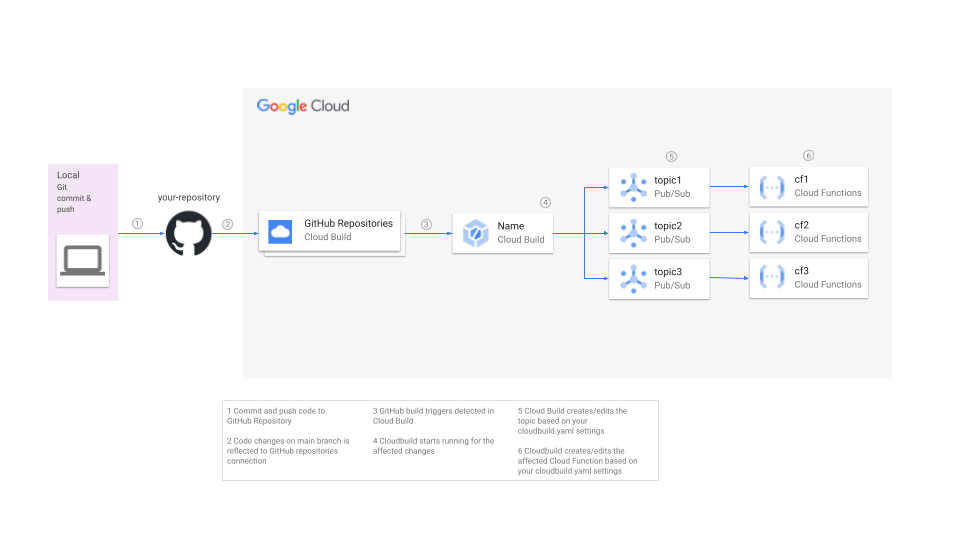 Google Cloud
Local
Git
commit &
push
your-repository
①
②
GitHub Repositories
Cloud Build
③
Name
Cloud Build
④
⑤
topic1
Pub/Sub
topic2
Pub/Sub
topic3
Pub/Sub
⑥
cf1
Cloud Functions
cf2
Cloud Functions
cf3
Cloud Functions
1 Commit and push code to
GitHub Repository
2 Code changes on main branch is
reflected to GitHub repositories
connection
3 GitHub build triggers detected in
Cloud Build
4 Cloudbuild starts running for the
affected changes
5 Cloud Build creates/edits the
topic based on your
cloudbuild.yaml settings
6 Cloudbuild creates/edits the
affected Cloud Function based on
your cloudbuild.yaml settings